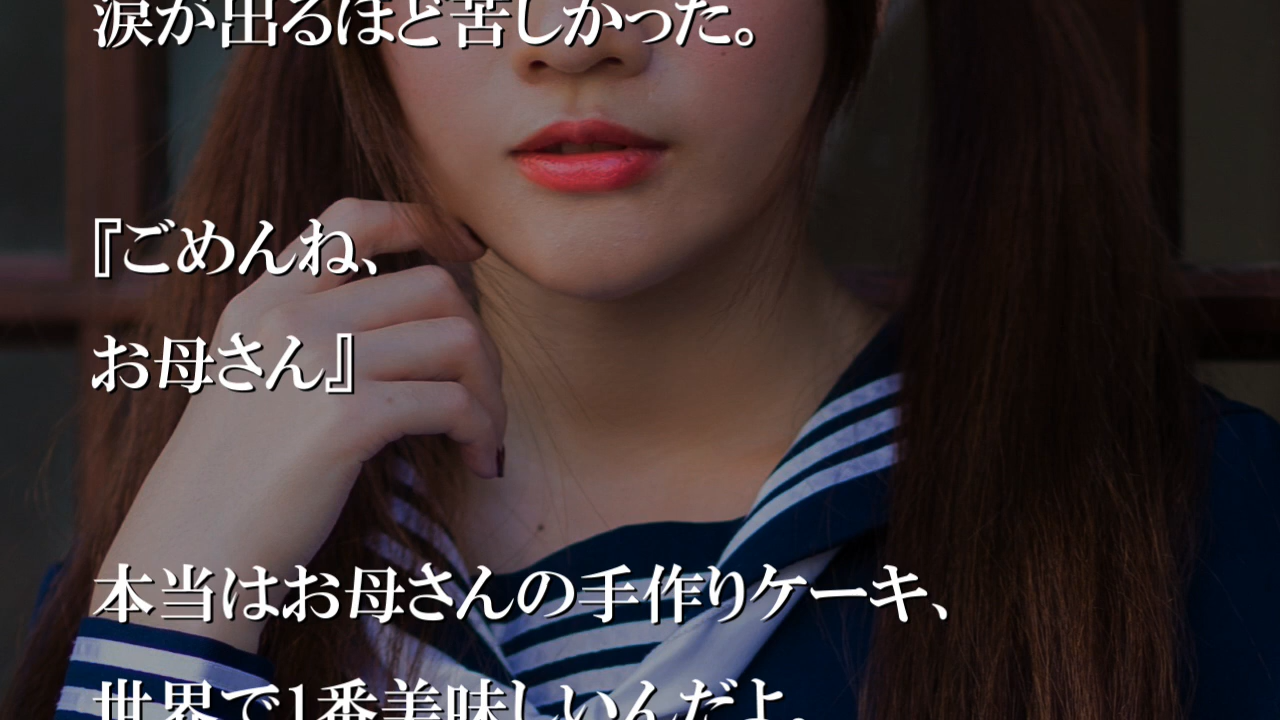 涙が出るほど苦しかった。
『ごめんね、
お母さん』
本当はお母さんの手作りケーキ、
世界で1番美味しいんだよ。